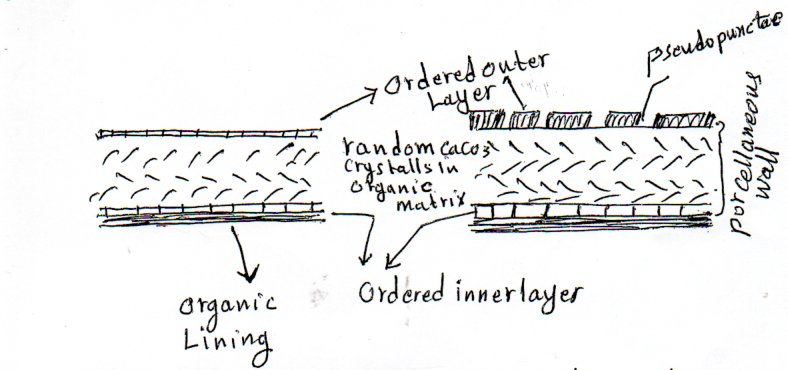 pseudopunctae
Ordered outer
Layer
random caco3
Crystalls in
organic
matrix
porcellaneous
wall
Ordered innerlayer
organic
Lining